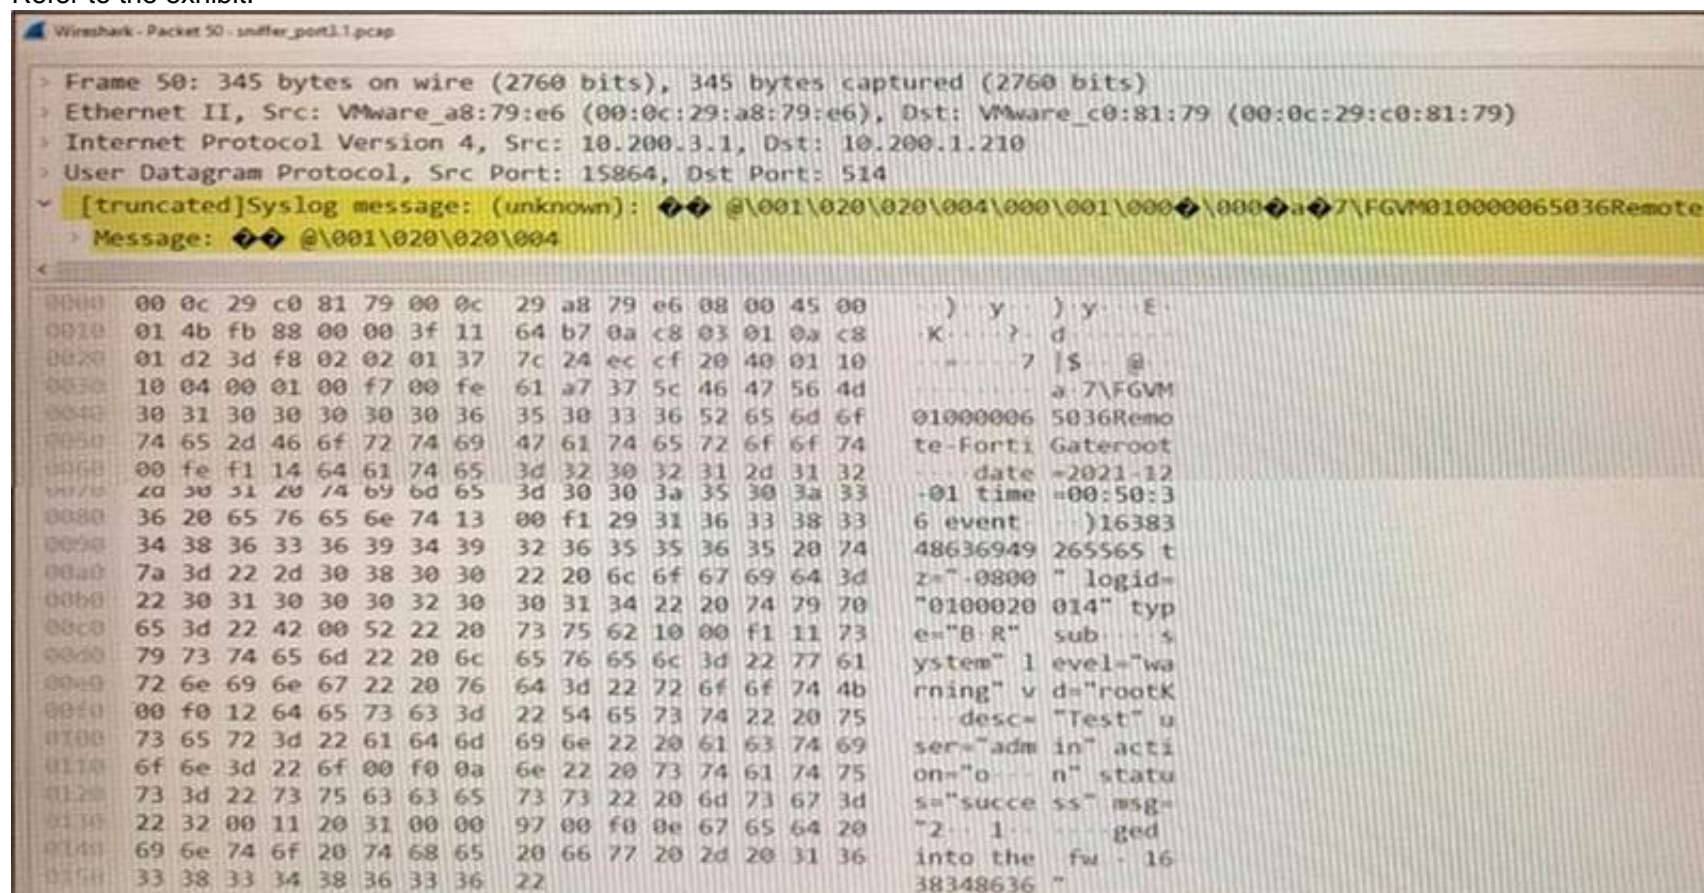 Refer to the exhibit.
Wireshark - Packet 50 - sniffer_port3.1.pcap
> Frame 50: 345 bytes on wire (2760 bits), 345 bytes captured (2760 bits)
> Ethernet II, Src: VMware_a8:79:e6 (00:0c:29:a8:79:e6), Dst: VMware_c0:81:79 (00:0c:29:c0:81:79)
> Internet Protocol Version 4, Src: 10.200.3.1, Dst: 10.200.1.210
> User Datagram Protocol, Src Port: 15864, Dst Port: 514
[truncated]Syslog message: (unknown): �� @\001\020\020\004\000\001\000�\000�a�7\FGVM010000065036Remote
> Message: �� @\001\020\020\004
0000 00 0c 29 c0 81 79 00 0c 29 a8 79 e6 08 00 45 00 ··)··y·· )·y···E·
0010 01 4b fb 88 00 00 3f 11 64 b7 0a c8 03 01 0a c8 ·K····?· d·······
0020 01 d2 3d f8 02 02 01 37 7c 24 ec cf 20 40 01 10 ··=····7 |$·· @··
0030 10 04 00 01 00 f7 00 fe 61 a7 37 5c 46 47 56 4d ········ a·7\FGVM
0040 30 31 30 30 30 30 30 36 35 30 33 36 52 65 6d 6f 01000006 5036Remo
0050 74 65 2d 46 6f 72 74 69 47 61 74 65 72 6f 6f 74 te-Forti Gateroot
0060 00 fe f1 14 64 61 74 65 3d 32 30 32 31 2d 31 32 ····date =2021-12
0070 2d 30 31 20 74 69 6d 65 3d 30 30 3a 35 30 3a 33 -01 time =00:50:3
0080 36 20 65 76 65 6e 74 13 00 f1 29 31 36 33 38 33 6 event· ··)16383
0090 34 38 36 33 36 39 34 39 32 36 35 35 36 35 20 74 48636949 265565 t
00a0 7a 3d 22 2d 30 38 30 30 22 20 6c 6f 67 69 64 3d z="-0800 " logid=
00b0 22 30 31 30 30 30 32 30 30 31 34 22 20 74 79 70 "0100020 014" typ
00c0 65 3d 22 42 00 52 22 20 73 75 62 10 00 f1 11 73 e="B·R"  sub····s
00d0 79 73 74 65 6d 22 20 6c 65 76 65 6c 3d 22 77 61 ystem" l evel="wa
00e0 72 6e 69 6e 67 22 20 76 64 3d 22 72 6f 6f 74 4b rning" v d="rootK
00f0 00 f0 12 64 65 73 63 3d 22 54 65 73 74 22 20 75 ···desc= "Test" u
0100 73 65 72 3d 22 61 64 6d 69 6e 22 20 61 63 74 69 ser="adm in" acti
0110 6f 6e 3d 22 6f 00 f0 0a 6e 22 20 73 74 61 74 75 on="o··· n" statu
0120 73 3d 22 73 75 63 63 65 73 73 22 20 6d 73 67 3d s="succe ss" msg=
0130 22 32 00 11 20 31 00 00 97 00 f0 0e 67 65 64 20 "2·· 1·· ····ged
0140 69 6e 74 6f 20 74 68 65 20 66 77 20 2d 20 31 36 into the  fw - 16
0150 33 38 33 34 38 36 33 36 22 38348636 "